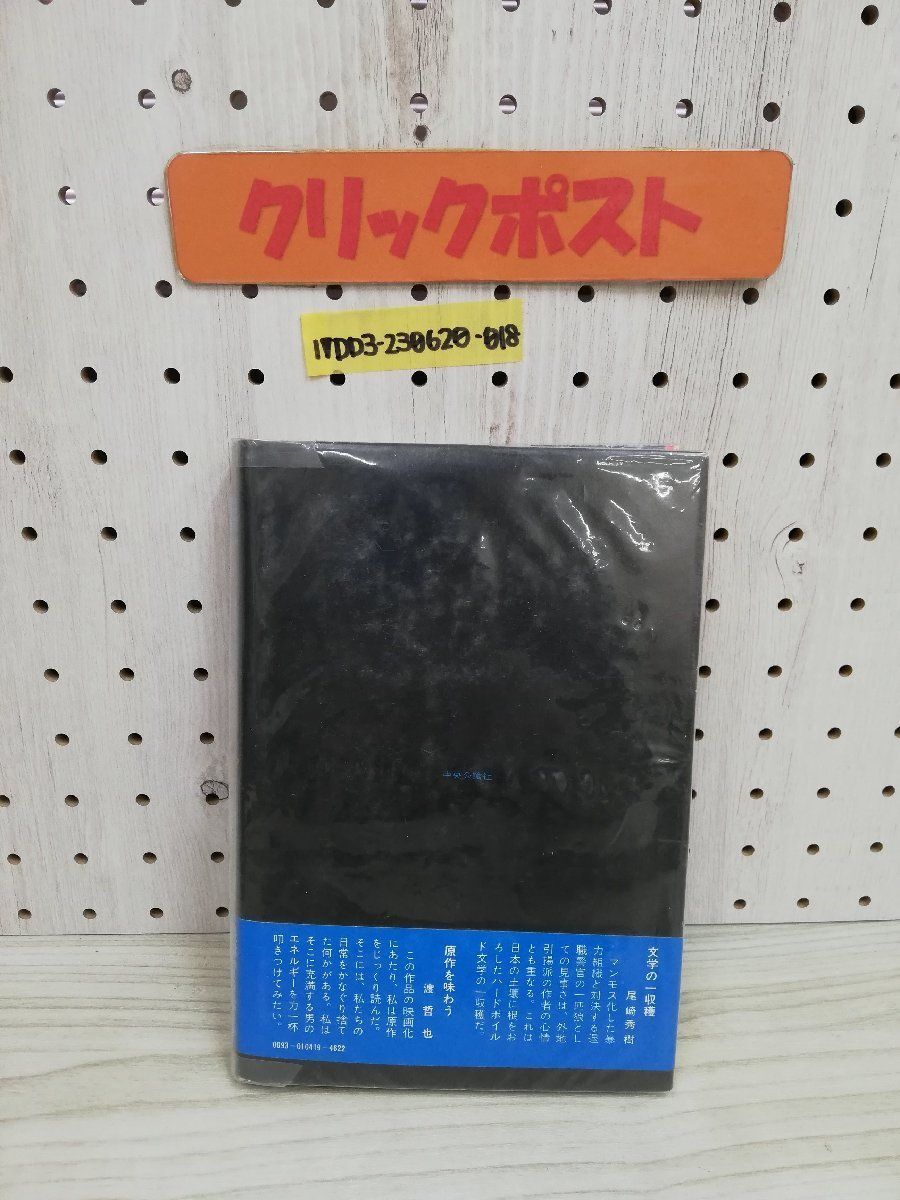 クリックポスト
17DD3-230620-018
中央公論社
文学の一収穫
尾崎秀樹
マンモス化した暴
力組織と対決する退
職警官の一匹狼とし
ての見事さは、外地
引揚派の作者の心情
とも重なる。これは
日本の土壌に根をお
ろしたハードボイル
ド文学の一収穫だ。
原作を味わう
渡哲也
この作品の映画化
にあたり、私は原作
をじっくり読んだ。
そこには、私たちの
日常をかなぐり捨て
た何かがある。私は
そこに充満する男の
エネルギーを力一杯
叩きつけてみたい。
0093-010419-4622